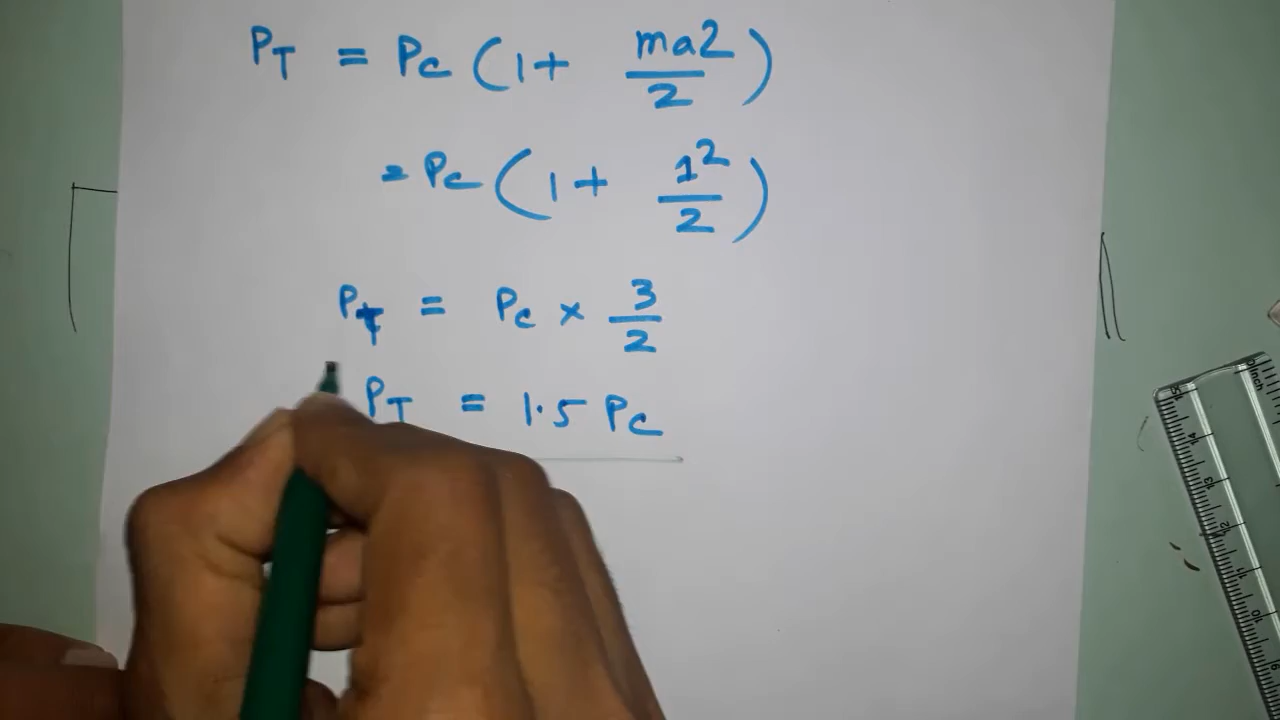 PT = Pc (1 + ma2/2)
= Pc (1 + 1²/2)
PT = Pc × 3/2
PT = 1.5 Pc